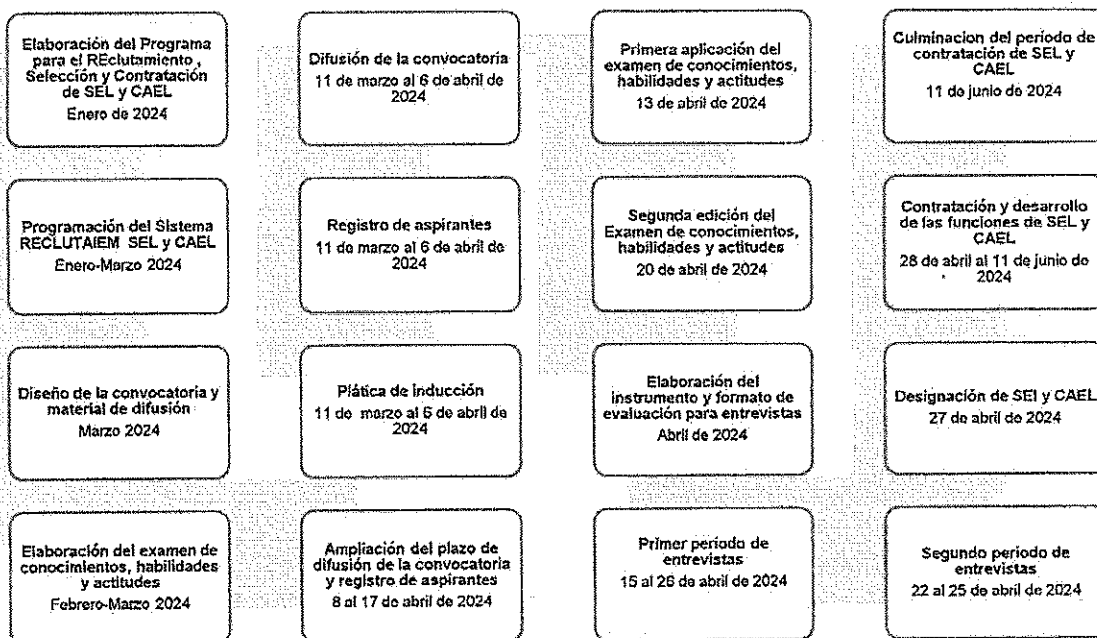 Elaboración del Programa
para el REclutamiento ,
Selección y Contratación
de SEL y CAEL
Enero de 2024
Programación del Sistema
RECLUTAIEM SEL y CAEL
Enero-Marzo 2024
Diseño de la convocatoria y
material de difusión
Marzo 2024
Elaboración del examen de
conocimientos, habilidades
y actitudes
Febrero-Marzo 2024
Difusión de la convocatoria
11 de marzo al 6 de abril de
2024
Registro de aspirantes
11 de marzo al 6 de abril de
2024
Plática de inducción
11 de marzo al 6 de abril de
2024
Ampliación del plazo de
difusión de la convocatoria
y registro de aspirantes
8 al 17 de abril de 2024
Primera aplicación del
examen de conocimientos,
habilidades y actitudes
13 de abril de 2024
Segunda edición del
Examen de conocimientos,
habilidades y actitudes
20 de abril de 2024
Elaboración del
instrumento y formato de
evaluación para entrevistas
Abril de 2024
Primer periodo de
entrevistas
15 al 26 de abril de 2024
Culminacion del periodo de
contratación de SEL y
CAEL
11 de junio de 2024
Contratación y desarrollo
de las funciones de SEL y
CAEL
28 de abril al 11 de junio de
2024
Designación de SEl y CAEL
27 de abril de 2024
Segundo periodo de
entrevistas
22 al 25 de abril de 2024